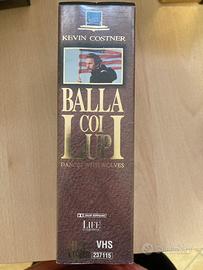 KEVIN COSTNER
BALLA
COI
LUPI
DANCES WITH WOLVES
LIFE
VHS
237115